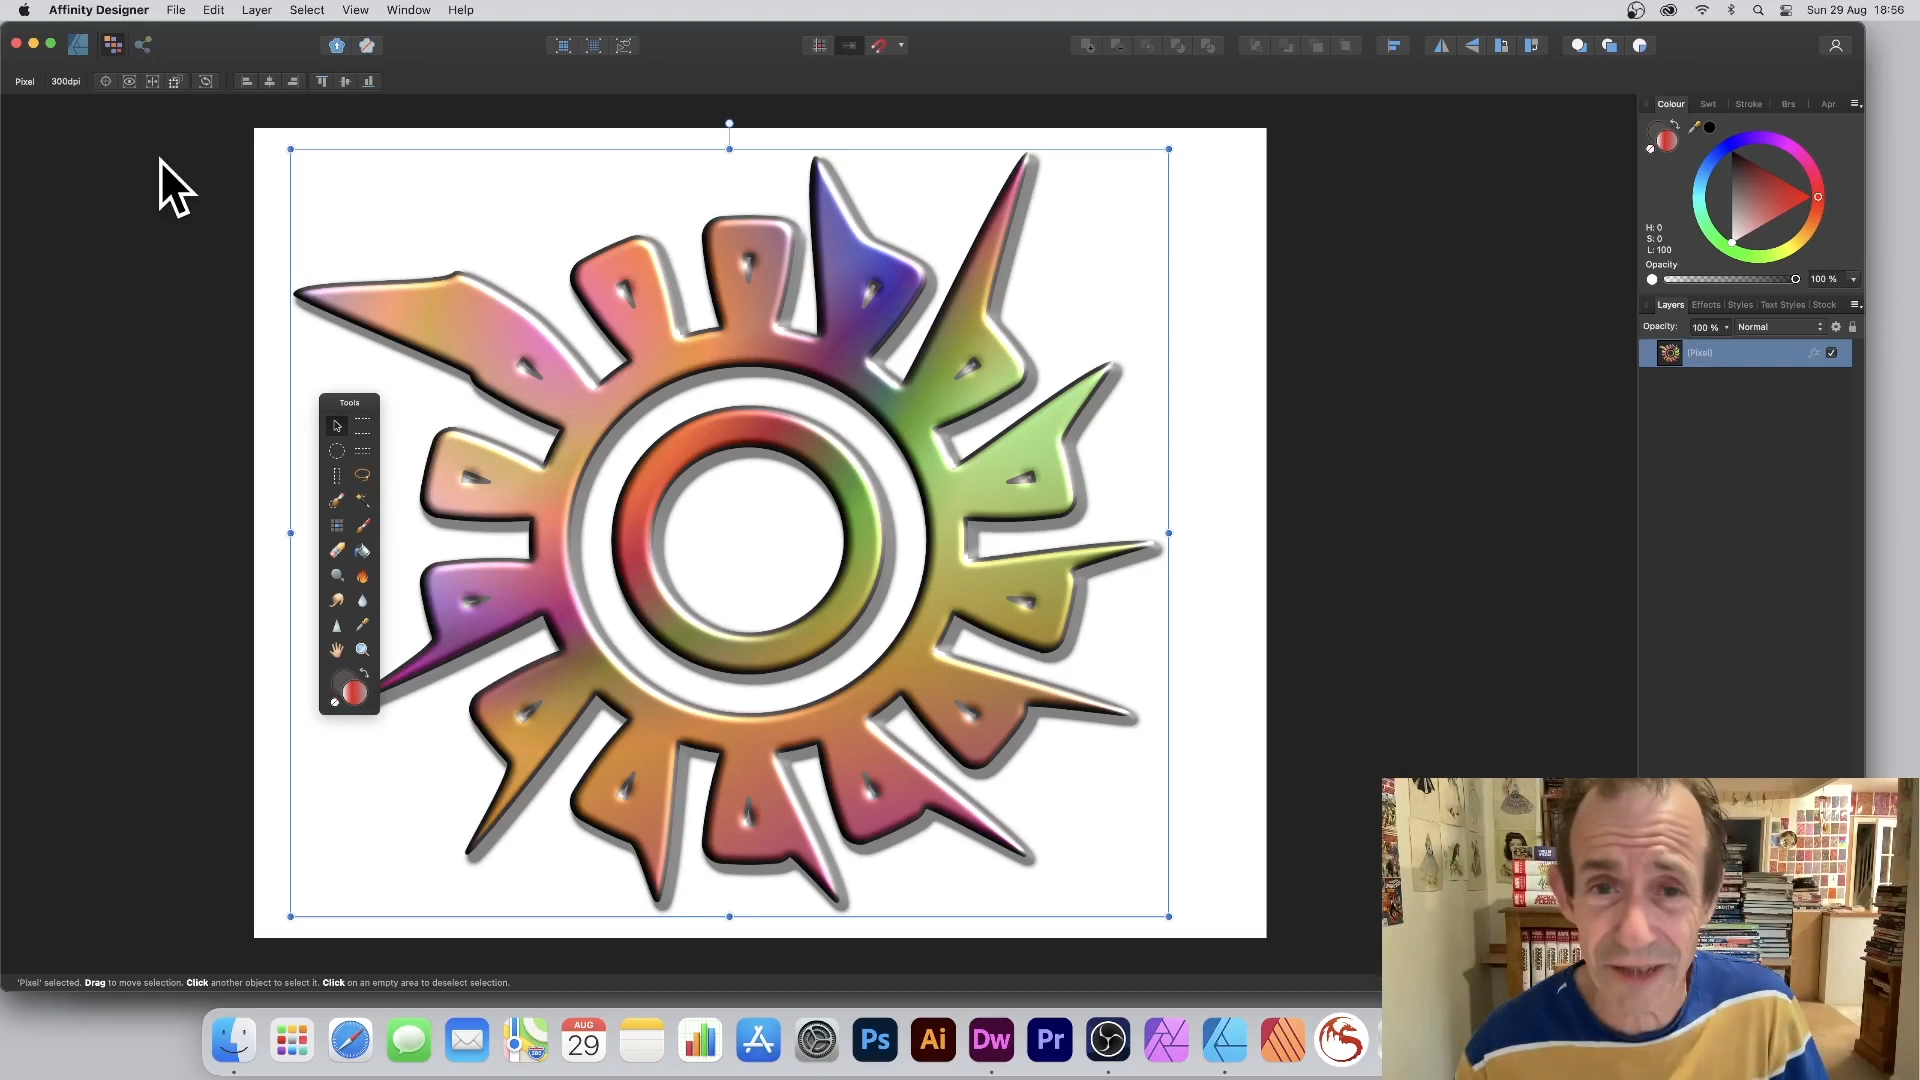 Affinity Designer File Edit Layer Select View Window Help Sun 29 Aug 18:56
Pixel 300dpi
Colour Swt Stroke Brs Apr
H: 0
S: 0
L: 100
Opacity
100 %
Layers Effects Styles Text Styles Stock
Opacity: 100 % Normal
(Pixel) fx
Tools
'Pixel' selected. Drag to move selection. Click another object to select it. Click on an empty area to deselect selection.
AUG
29
280
Ps Ai Dw Pr